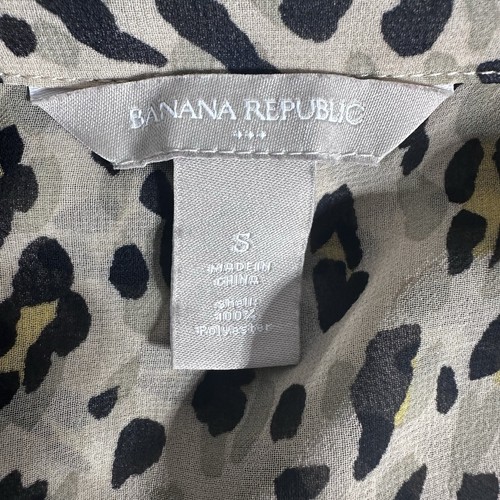 BANANA REPUBLIC
S
MADE IN
CHINA
Shell:
100%
Polyester